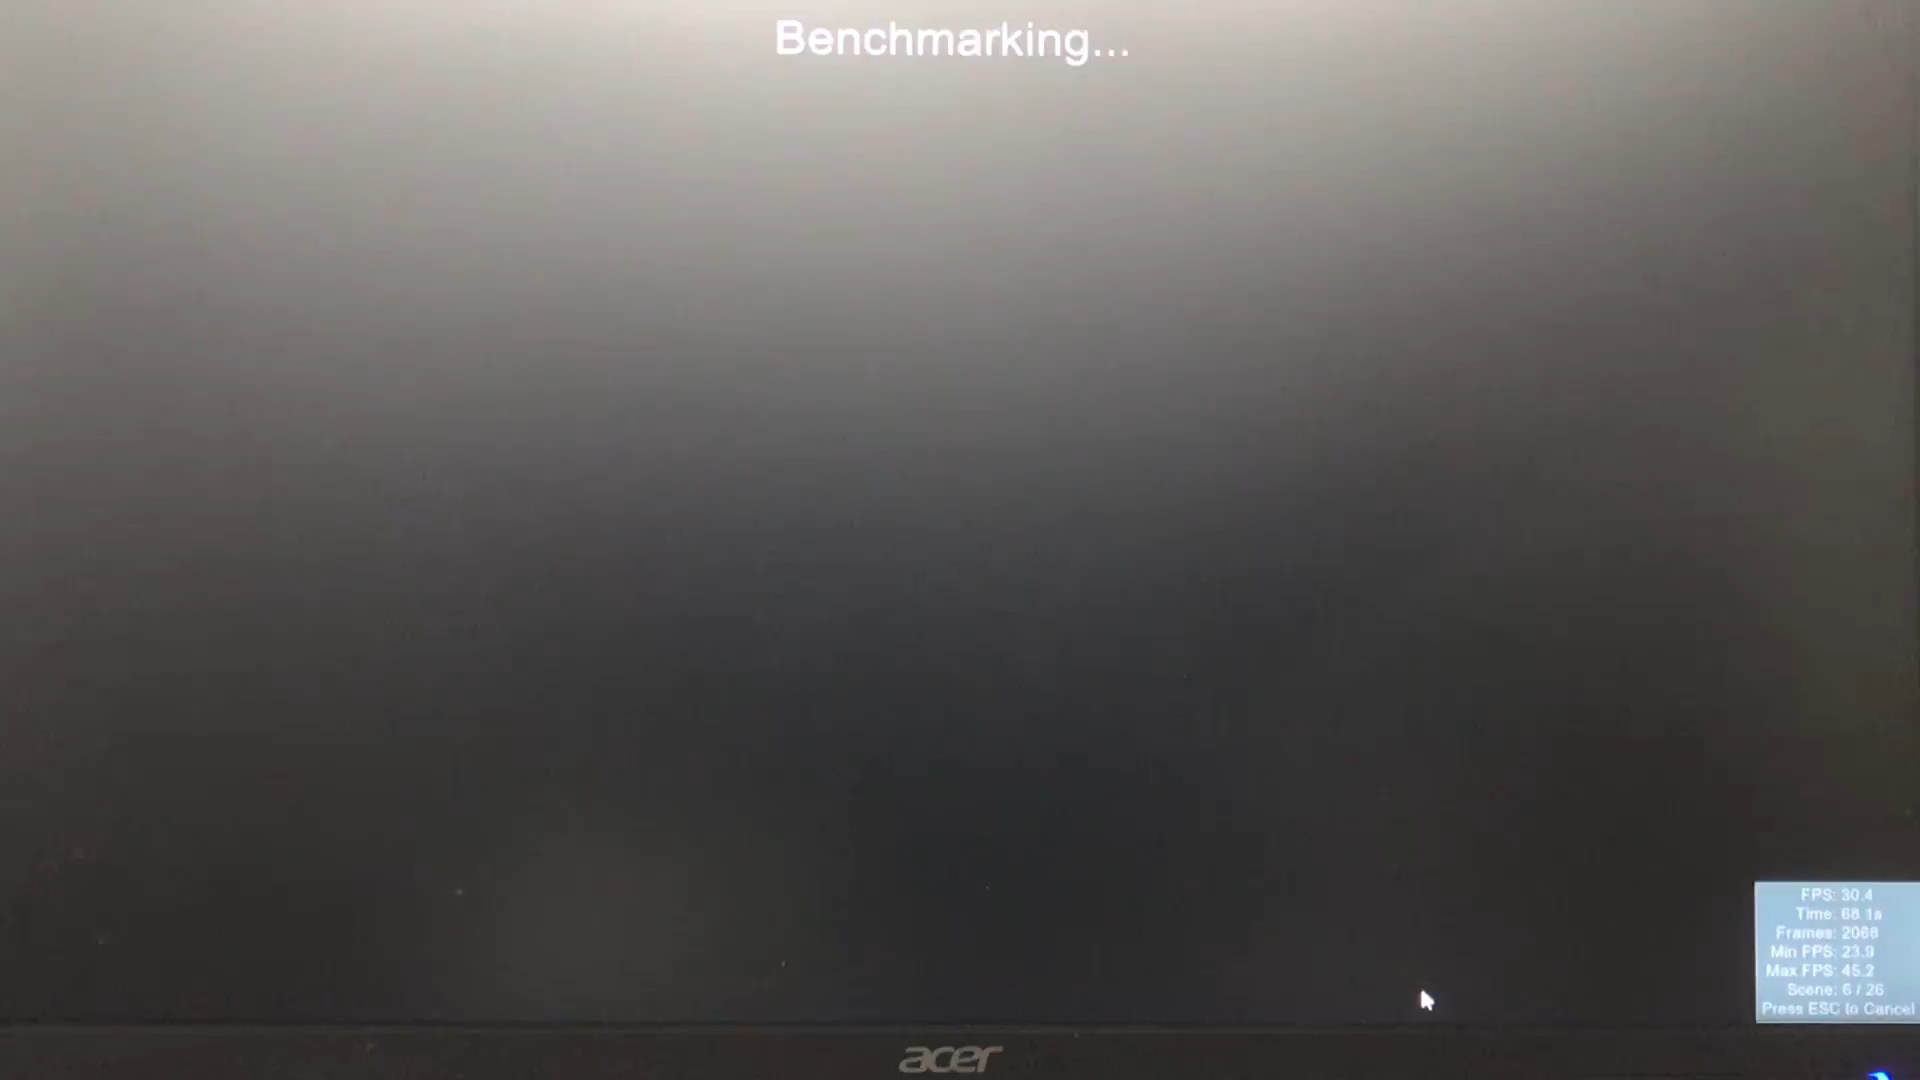 Benchmarking...
FPS: 30.4
Time: 68.1s
Frames: 2068
Min FPS: 23.9
Max FPS: 45.2
Scene: 6 / 26
Press ESC to Cancel
acer